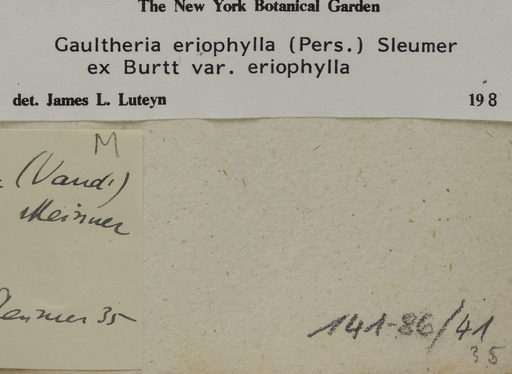 The New York Botanical Garden
Gaultheria eriophylla (Pers.) Sleumer
ex Burtt var. eriophylla
det. James L. Luteyn 198
M
(Vand.)
Meisner
35
141-86/41
35